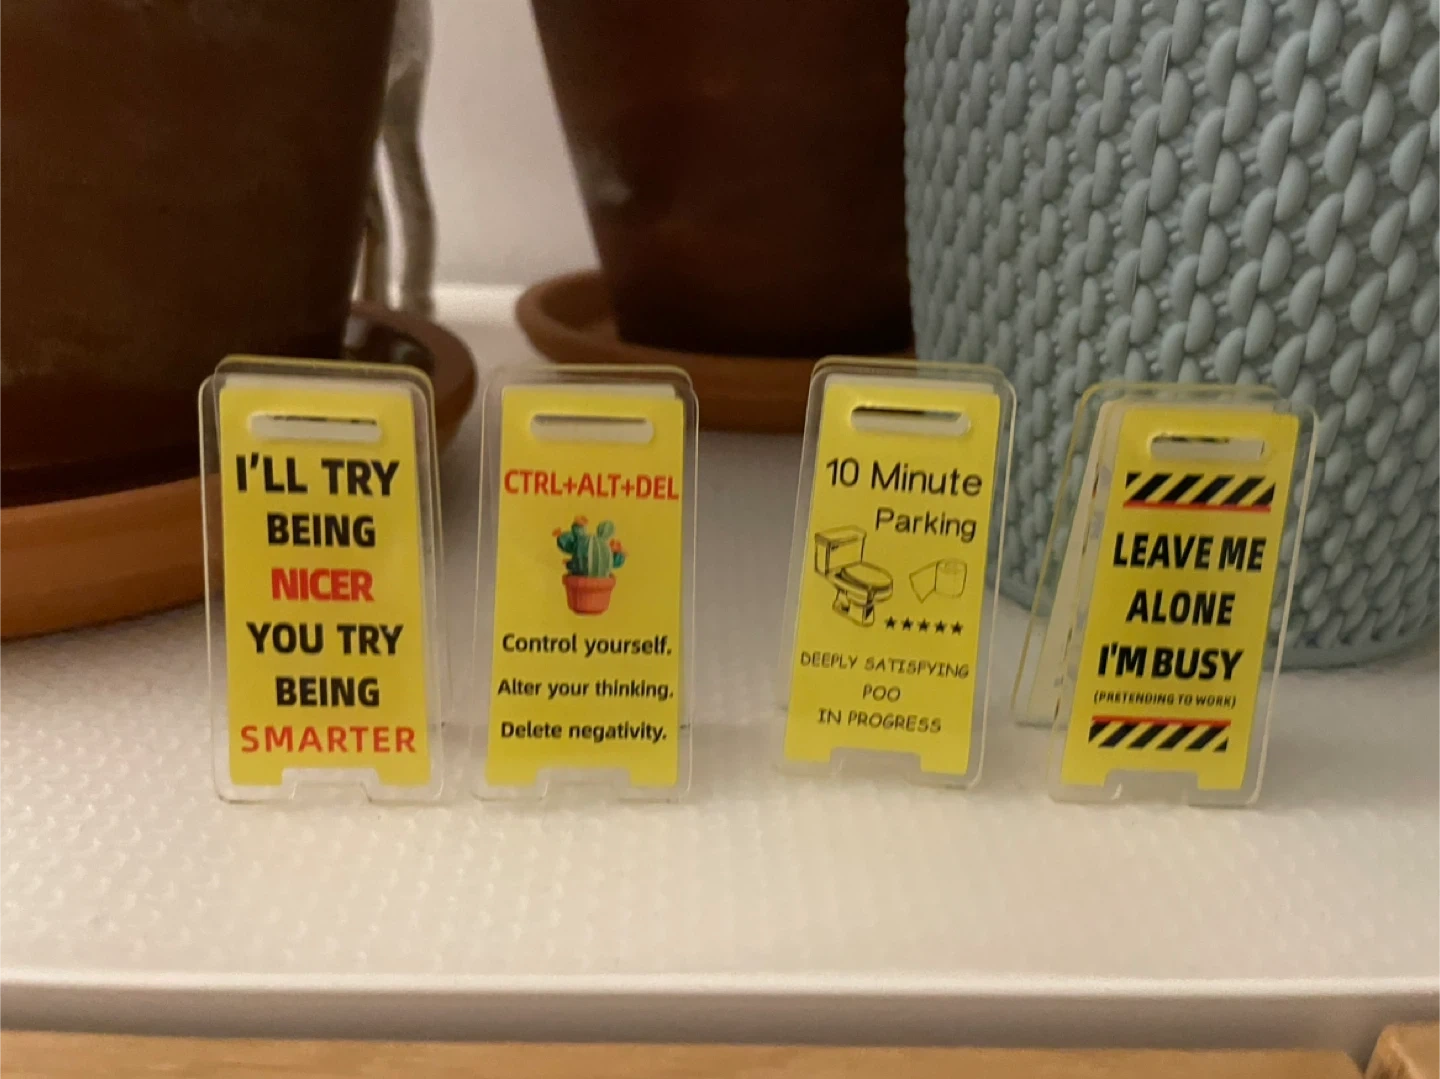 I'LL TRY
BEING
NICER
YOU TRY
BEING
SMARTER
CTRL+ALT+DEL
Control yourself.
Alter your thinking.
Delete negativity.
10 Minute
Parking
★★★★★
DEEPLY SATISFYING
POO
IN PROGRESS
LEAVE ME
ALONE
I'M BUSY
(PRETENDING TO WORK)